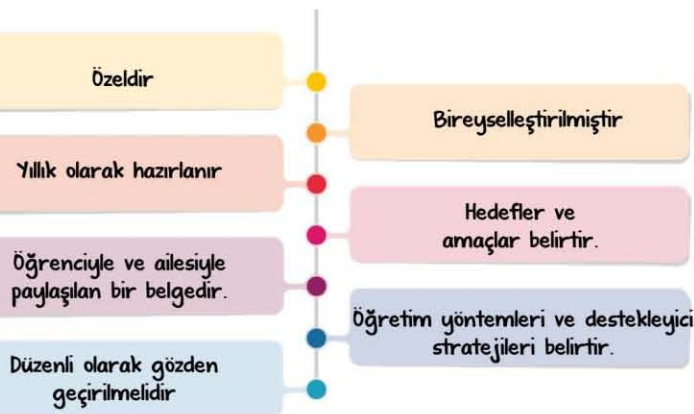 Özeldir
Bireyselleştirilmiştir
Yıllık olarak hazırlanır
Hedefler ve
amaçlar belirtir.
Öğrenciyle ve ailesiyle
paylaşılan bir belgedir.
Öğretim yöntemleri ve destekleyici
stratejileri belirtir.
Düzenli olarak gözden
geçirilmelidir